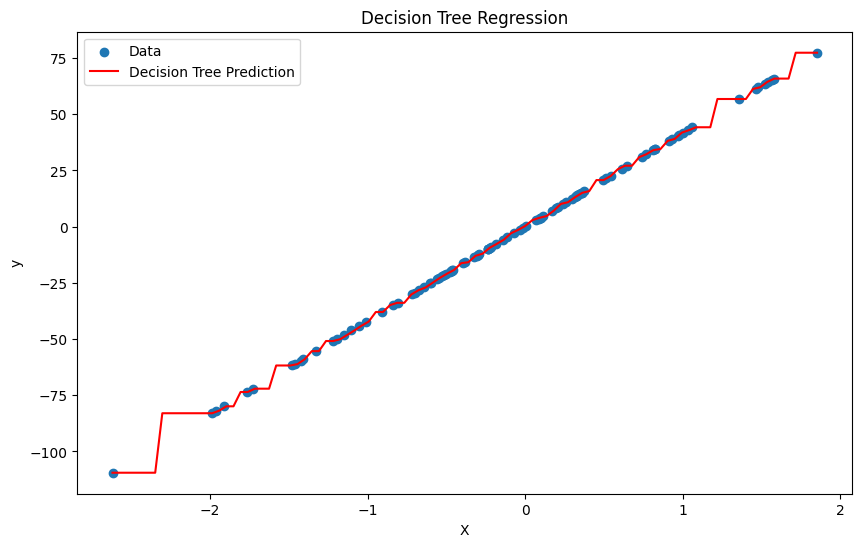 Decision Tree Regression
Data
Decision Tree Prediction
75
50
25
0
−25
−50
−75
−100
y
−2
−1
0
1
2
X